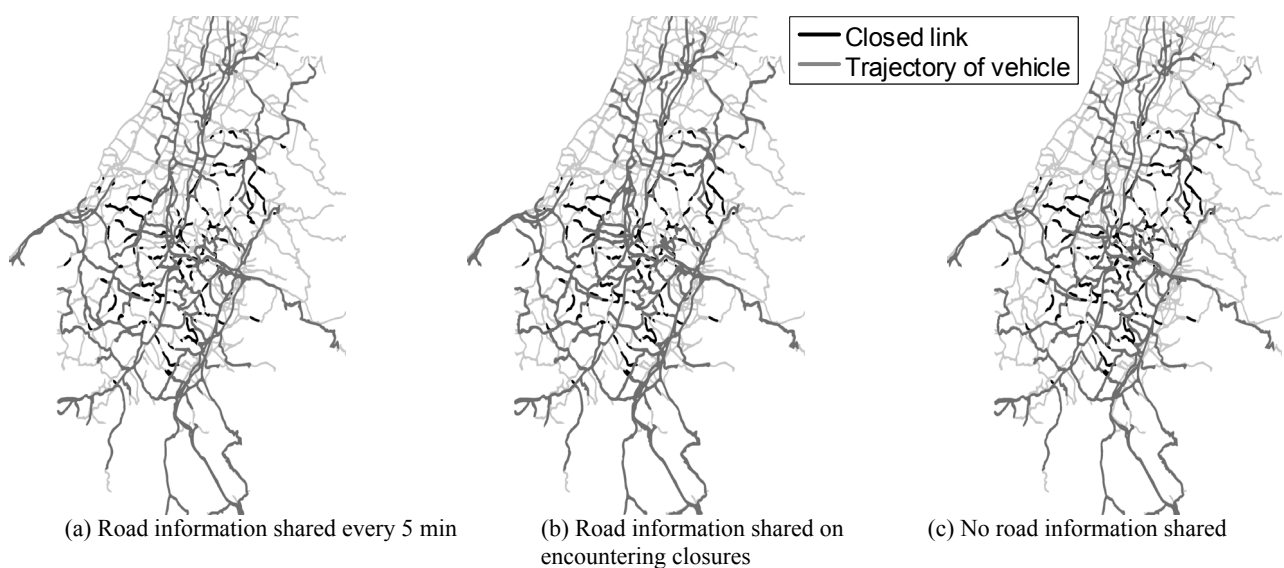 Closed link
Trajectory of vehicle
(a) Road information shared every 5 min
(b) Road information shared on
encountering closures
(c) No road information shared